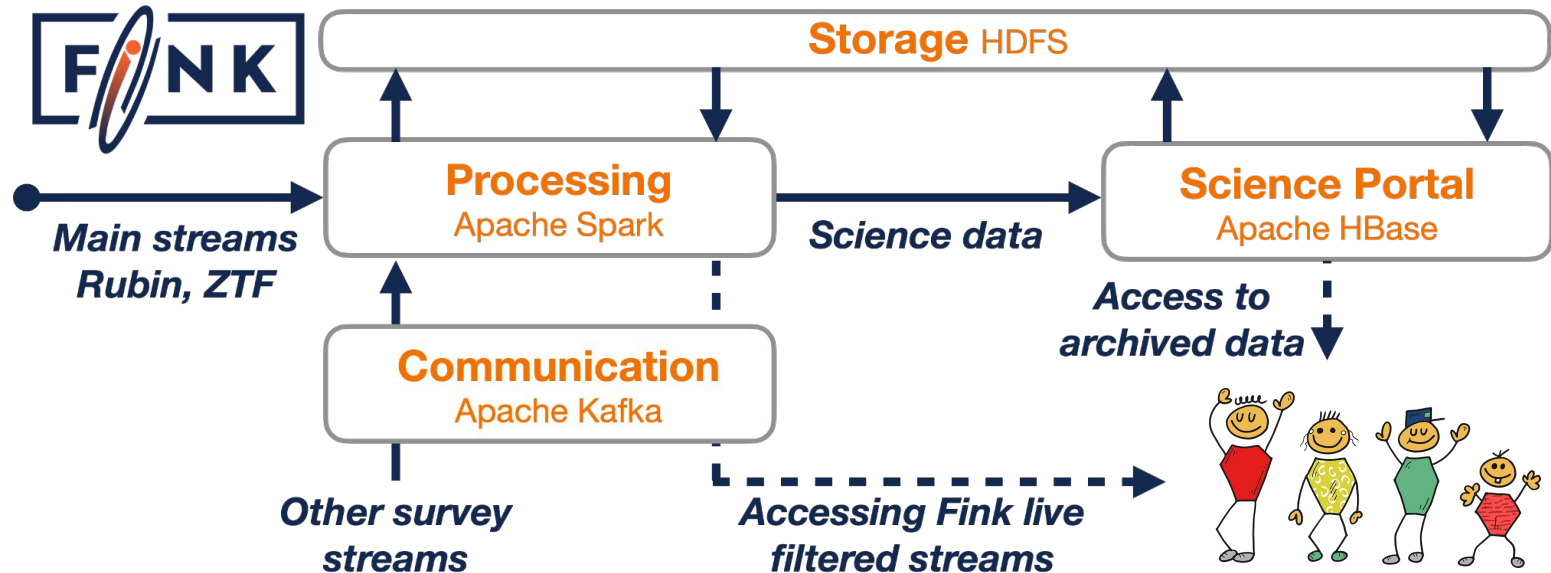 FiNK
Storage HDFS
Processing
Apache Spark
Science Portal
Apache HBase
Main streams
Rubin, ZTF
Science data
Access to
archived data
Communication
Apache Kafka
Other survey
streams
Accessing Fink live
filtered streams